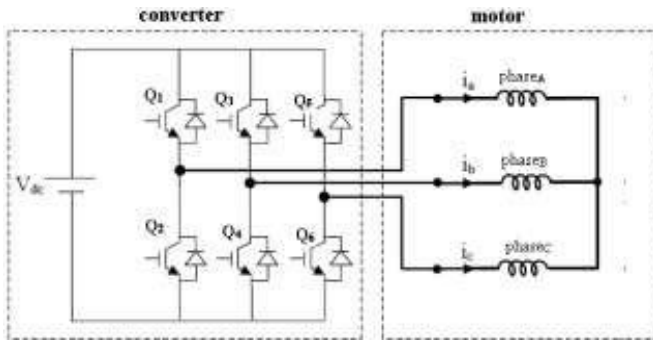 converter
motor
Q1
Q3
Q5
Q2
Q4
Q6
Vdc
ia
phaseA
ib
phaseB
ic
phaseC